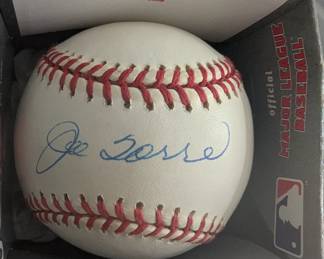 Joe Torre
official
MAJOR LEAGUE
BASEBALL